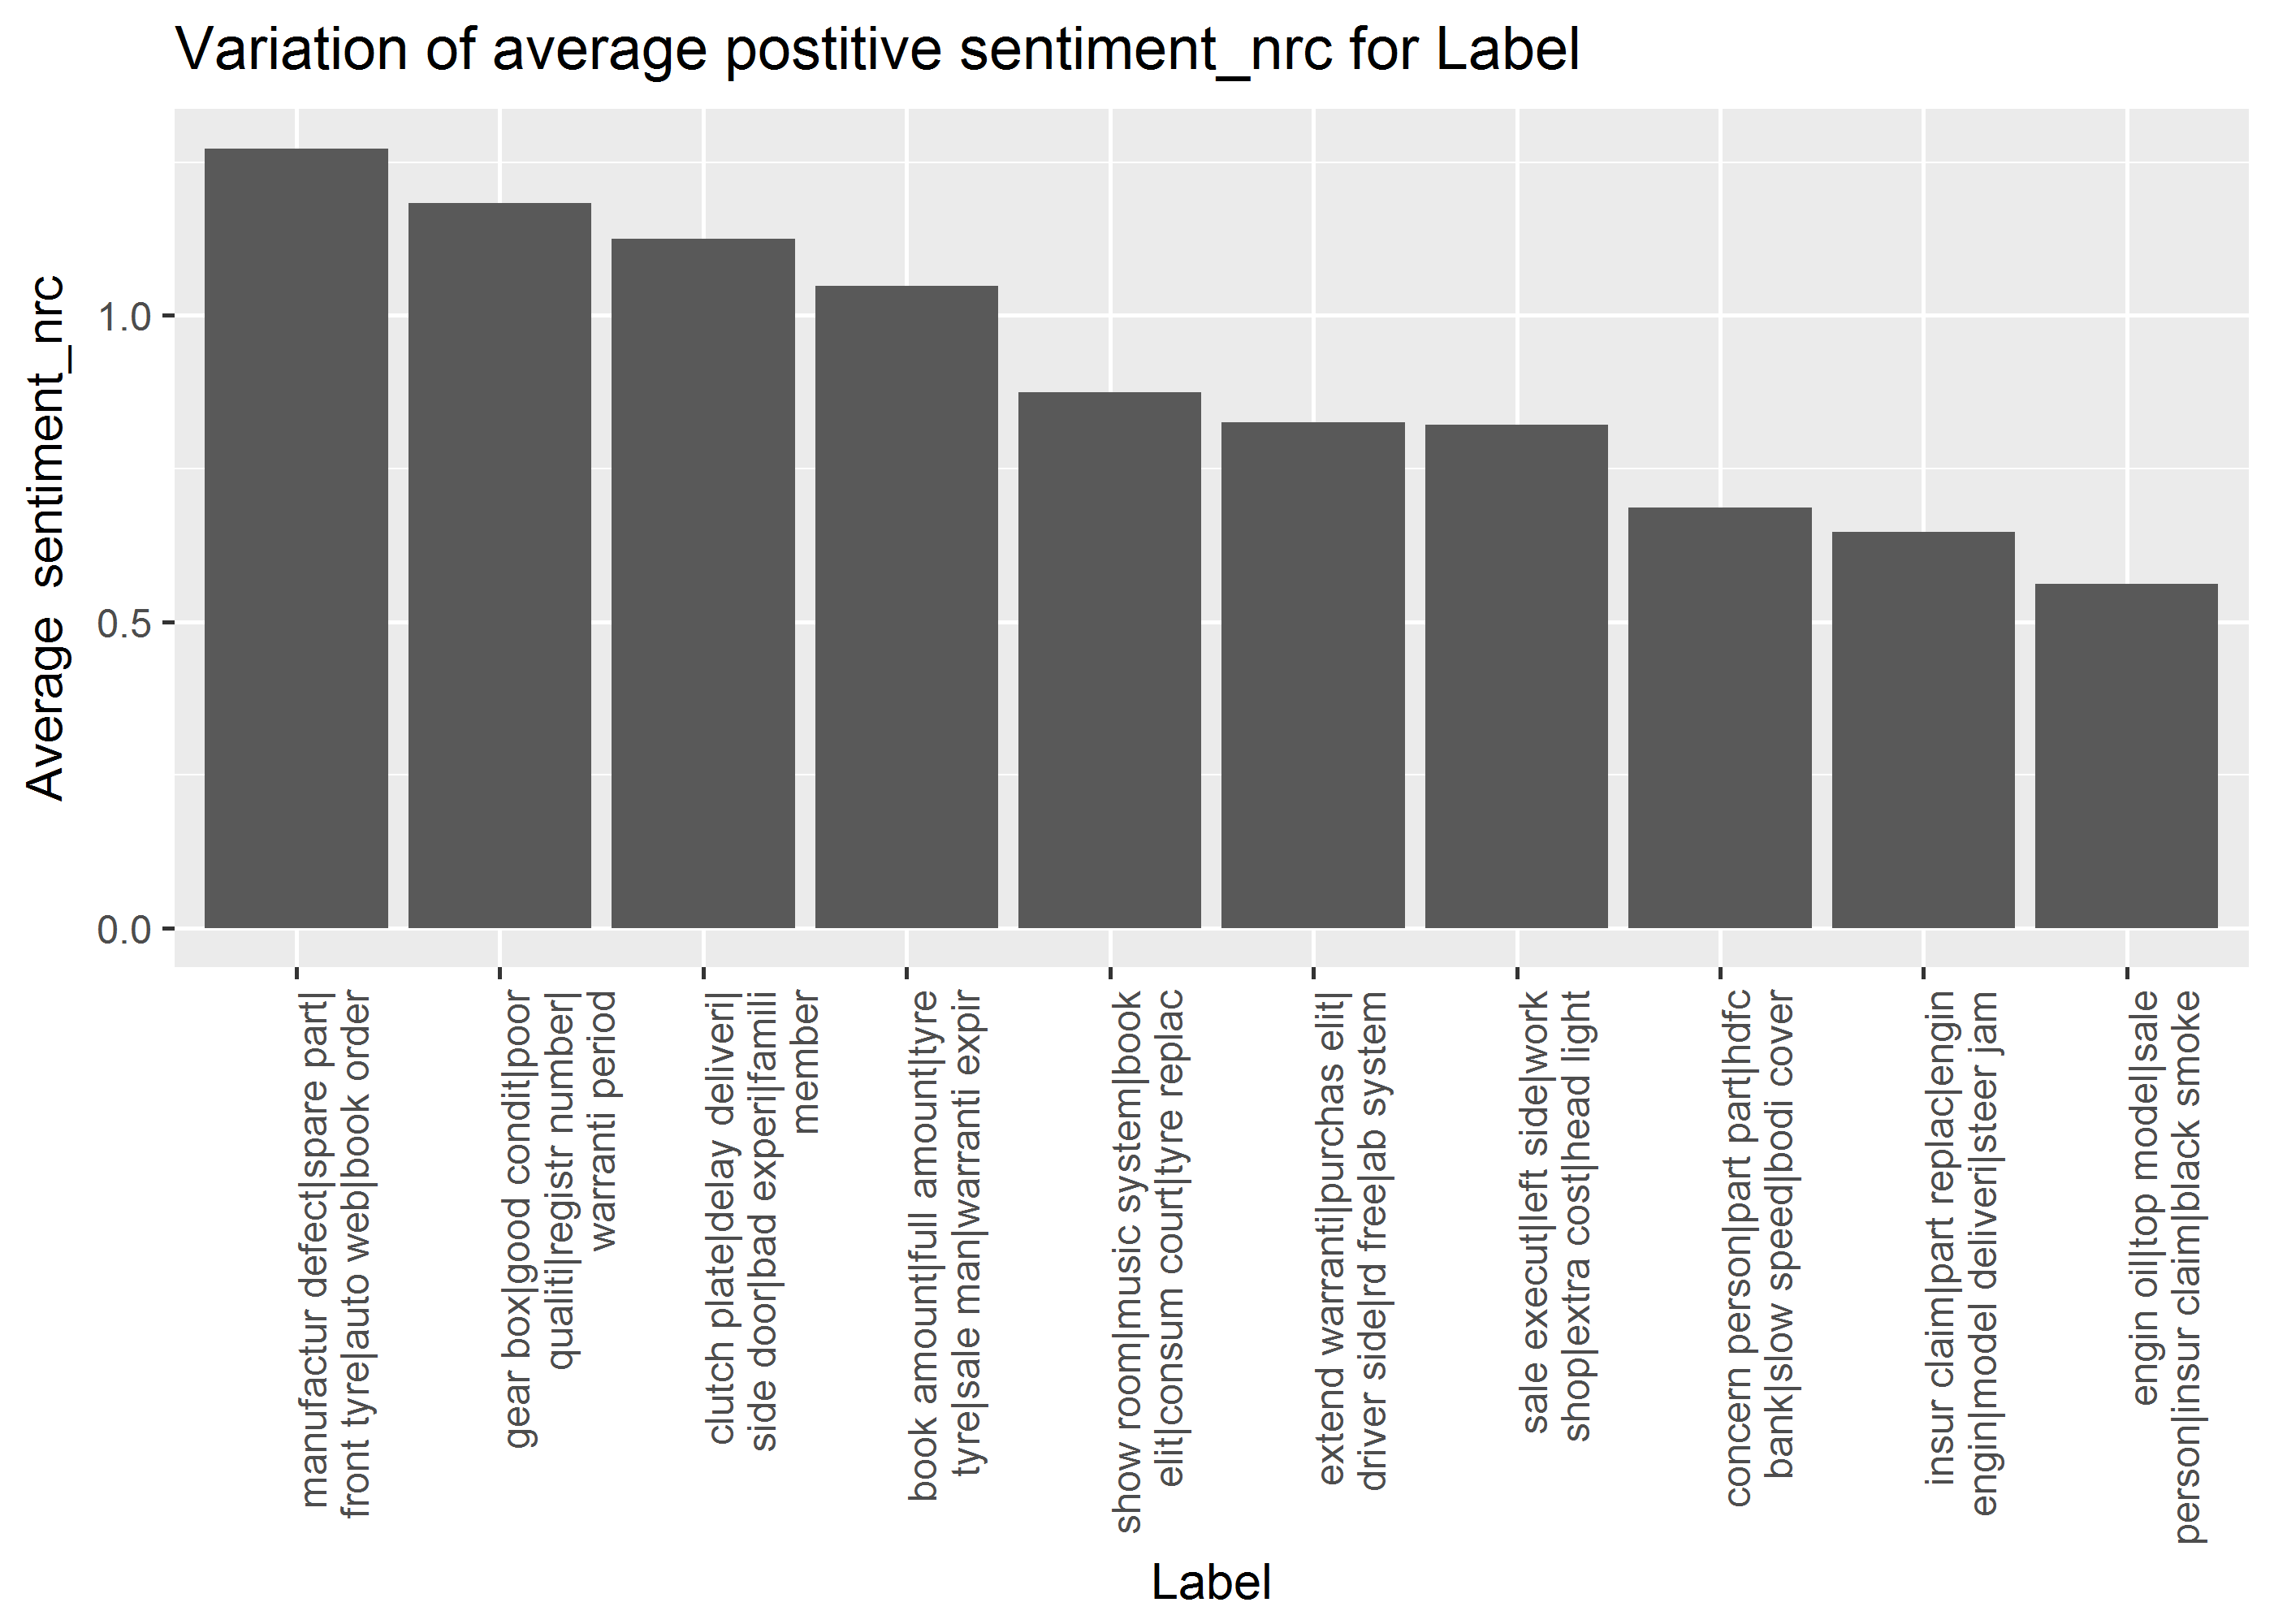 Variation of average postitive sentiment_nrc for Label
Average  sentiment_nrc
1.0
0.5
0.0
manufactur defect|spare part|
front tyre|auto web|book order
gear box|good condit|poor
qualiti|registr number|
warranti period
clutch plate|delay deliveri|
side door|bad experi|famili
member
book amount|full amount|tyre
tyre|sale man|warranti expir
show room|music system|book
elit|consum court|tyre replac
extend warranti|purchas elit|
driver side|rd free|ab system
sale execut|left side|work
shop|extra cost|head light
concern person|part part|hdfc
bank|slow speed|bodi cover
insur claim|part replac|engin
engin|model deliveri|steer jam
engin oil|top model|sale
person|insur claim|black smoke
Label